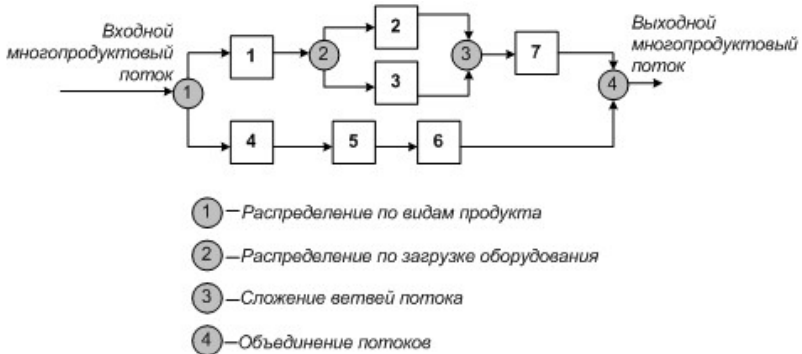 Входной
многопродуктовый
поток
Выходной
многопродуктовый
поток
1
1
2
2
3
3
7
4
4
5
6
1 – Распределение по видам продукта
2 – Распределение по загрузке оборудования
3 – Сложение ветвей потока
4 – Объединение потоков